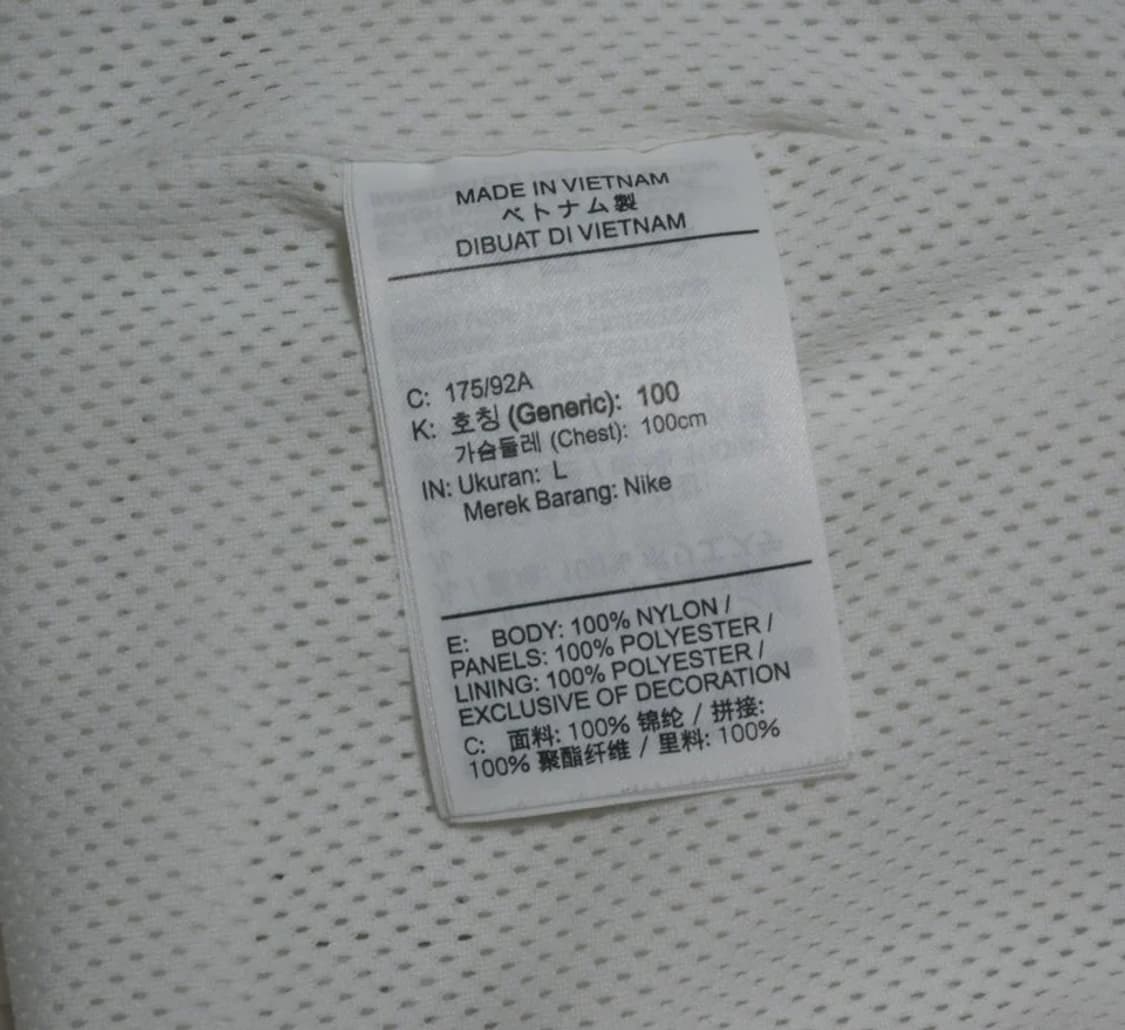 MADE IN VIETNAM
ベトナム製
DIBUAT DI VIETNAM
C: 175/92A
K: 호칭 (Generic): 100
가슴둘레 (Chest): 100cm
IN: Ukuran: L
Merek Barang: Nike
E: BODY: 100% NYLON /
PANELS: 100% POLYESTER /
LINING: 100% POLYESTER /
EXCLUSIVE OF DECORATION
C: 面料: 100% 锦纶 / 拼接:
100% 聚酯纤维 / 里料: 100%